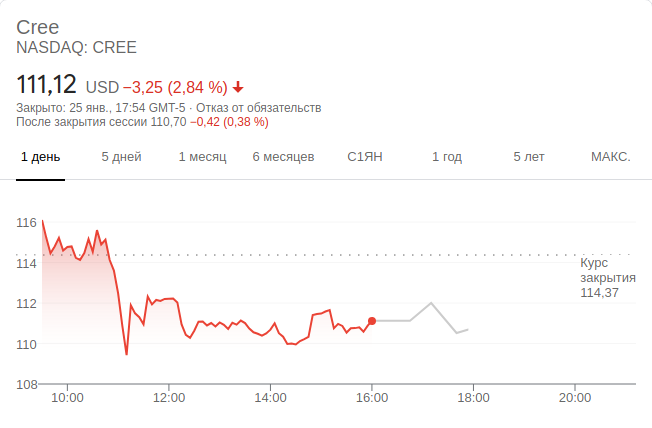 Cree
NASDAQ: CREE
111,12 USD −3,25 (2,84 %)
Закрыто: 25 янв., 17:54 GMT-5 · Отказ от обязательств
После закрытия сессии 110,70 −0,42 (0,38 %)
1 день 5 дней 1 месяц 6 месяцев С1ЯН 1 год 5 лет МАКС.
116
114
Курс
закрытия
114,37
112
110
108
10:00 12:00 14:00 16:00 18:00 20:00